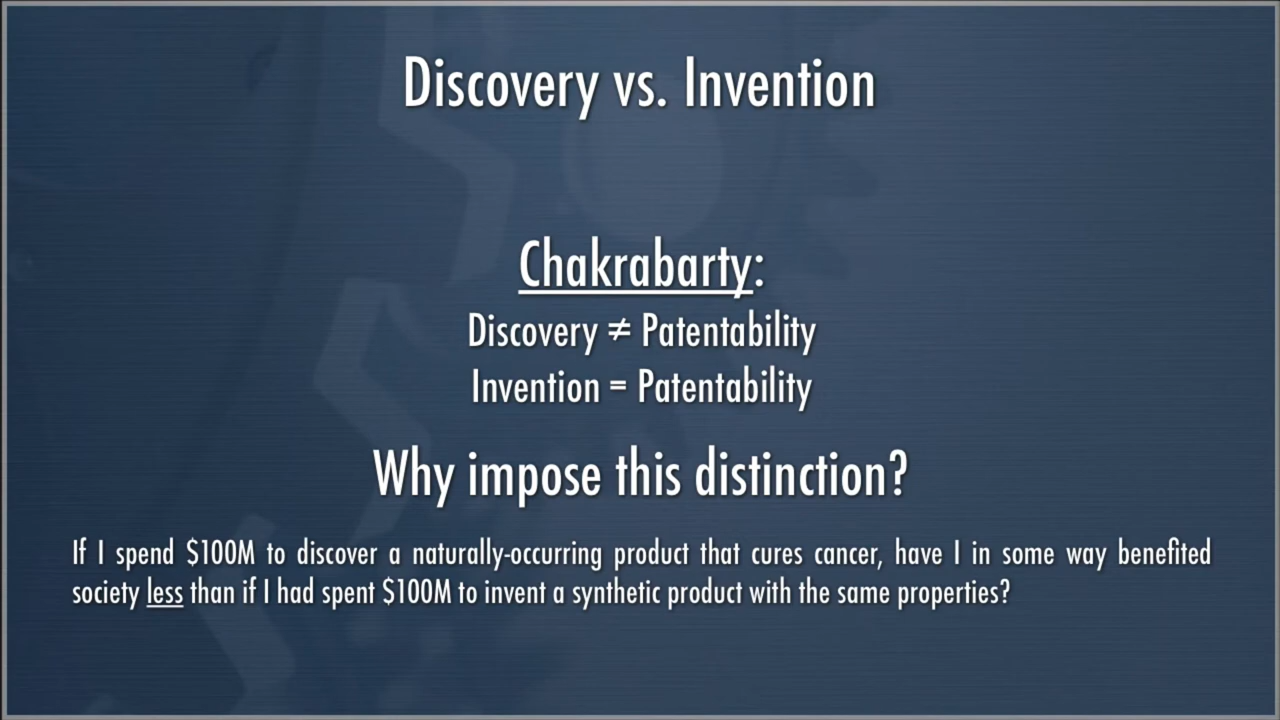 Discovery vs. Invention
Chakrabarty:
Discovery ≠ Patentability
Invention = Patentability
Why impose this distinction?
If I spend $100M to discover a naturally-occurring product that cures cancer, have I in some way benefited
society less than if I had spent $100M to invent a synthetic product with the same properties?